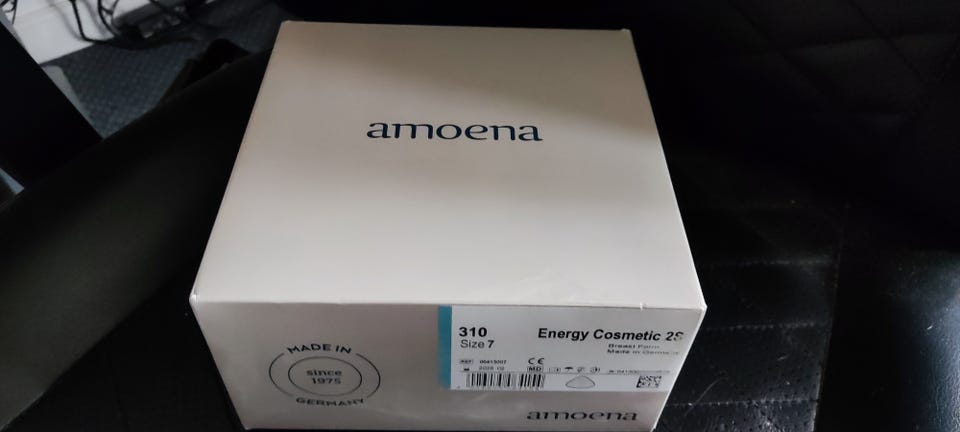 amoena
MADE IN
since
1975
GERMANY
310
Size 7
Energy Cosmetic 2S
Breast Form
Made in Germany
REF
CE
MD
amoena